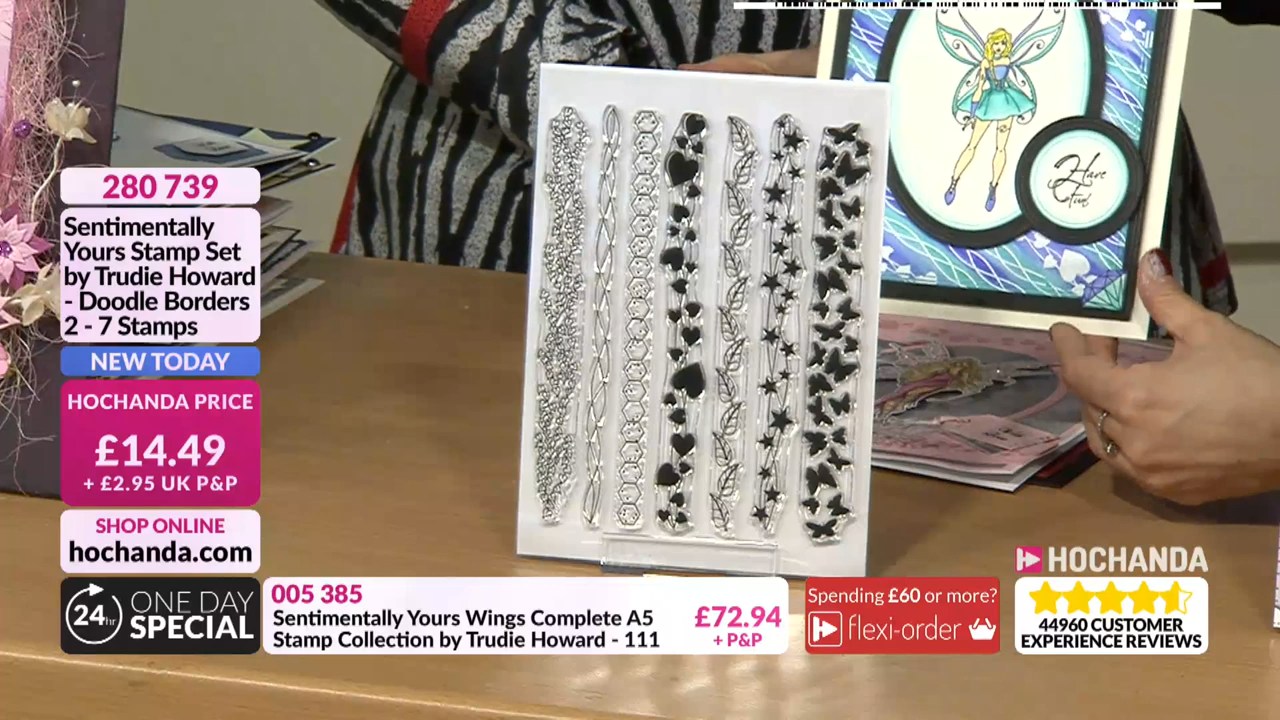 Have
Fun!
280 739
Sentimentally
Yours Stamp Set
by Trudie Howard
- Doodle Borders
2 - 7 Stamps
NEW TODAY
HOCHANDA PRICE
£14.49
+ £2.95 UK P&P
SHOP ONLINE
hochanda.com
24hr ONE DAY
SPECIAL
005 385
Sentimentally Yours Wings Complete A5
Stamp Collection by Trudie Howard - 111
£72.94
+ P&P
Spending £60 or more?
flexi-order
HOCHANDA
44960 CUSTOMER
EXPERIENCE REVIEWS